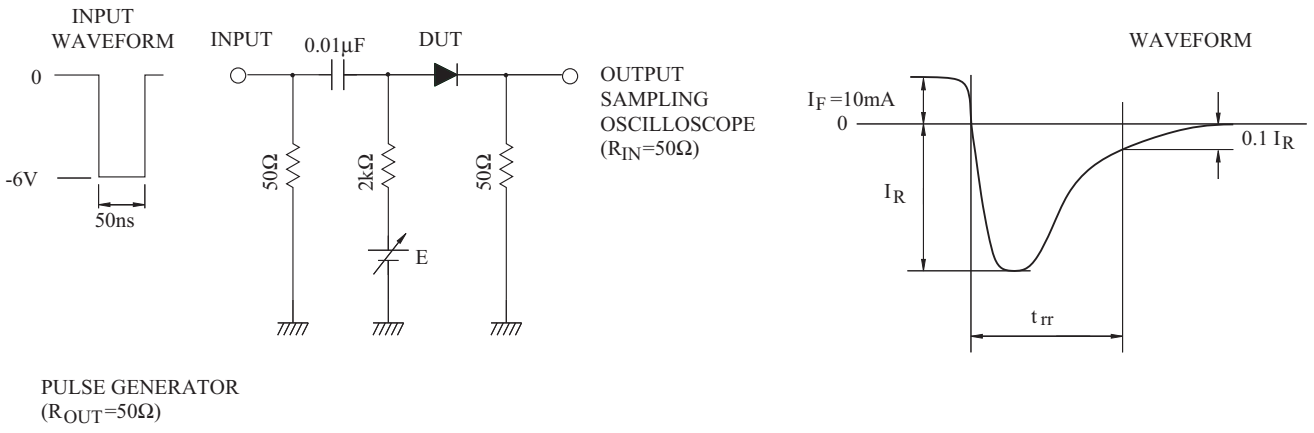 INPUT
WAVEFORM
0
-6V
50ns
INPUT
0.01μF
DUT
50Ω
2kΩ
E
50Ω
OUTPUT
SAMPLING
OSCILLOSCOPE
(RIN=50Ω)
PULSE GENERATOR
(ROUT=50Ω)
WAVEFORM
IF=10mA
0
IR
0.1 IR
trr